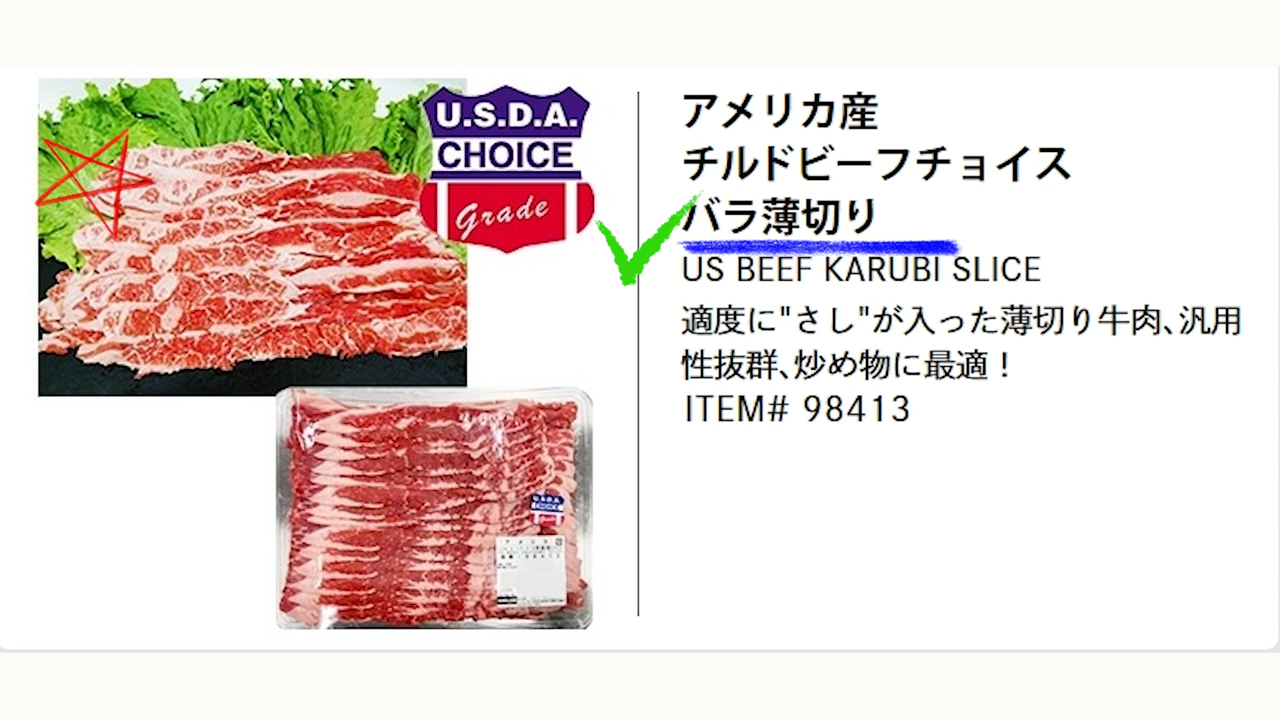 U.S.D.A.
CHOICE
Grade
アメリカ産
チルドビーフチョイス
バラ薄切り
US BEEF KARUBI SLICE
適度に"さし"が入った薄切り牛肉、汎用
性抜群、炒め物に最適！
ITEM# 98413
U.S.D.A.
CHOICE